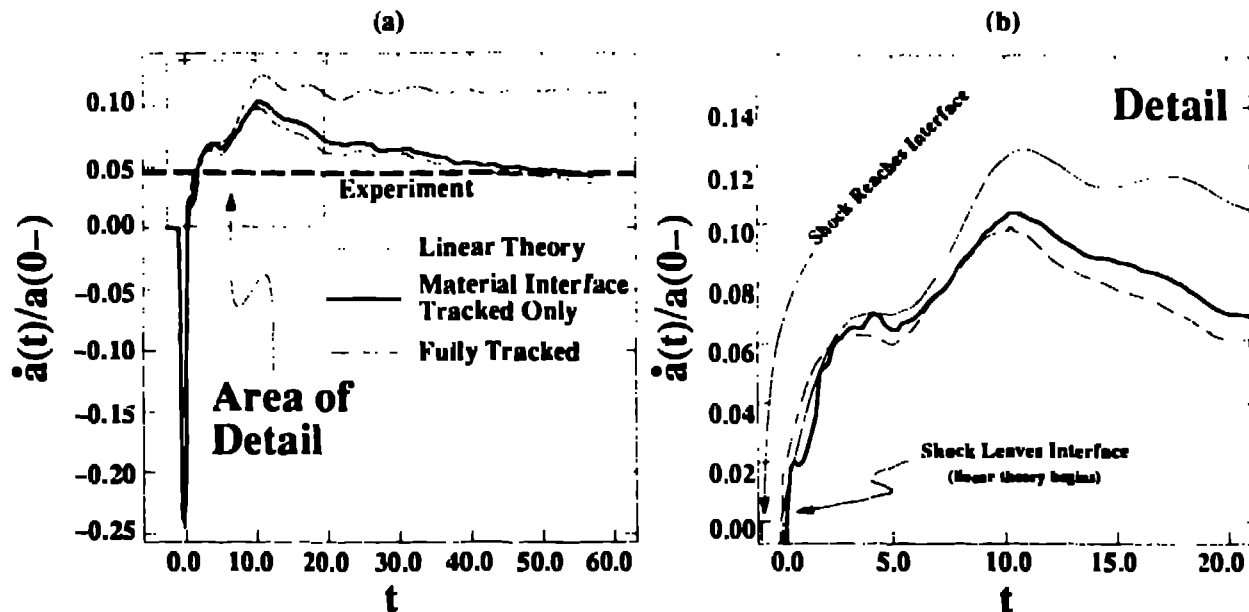 (a)
0.10
0.05
0.00
−0.05
−0.10
−0.15
−0.20
−0.25
ȧ(t)/a(0−)
Experiment
Linear Theory
Material Interface
Tracked Only
Fully Tracked
Area of
Detail
0.0 10.0 20.0 30.0 40.0 50.0 60.0
t
(b)
Detail
0.14
0.12
0.10
0.08
0.06
0.04
0.02
0.00
ȧ(t)/a(0−)
Shock Reaches Interface
Shock Leaves Interface
(linear theory begins)
0.0 5.0 10.0 15.0 20.0
t